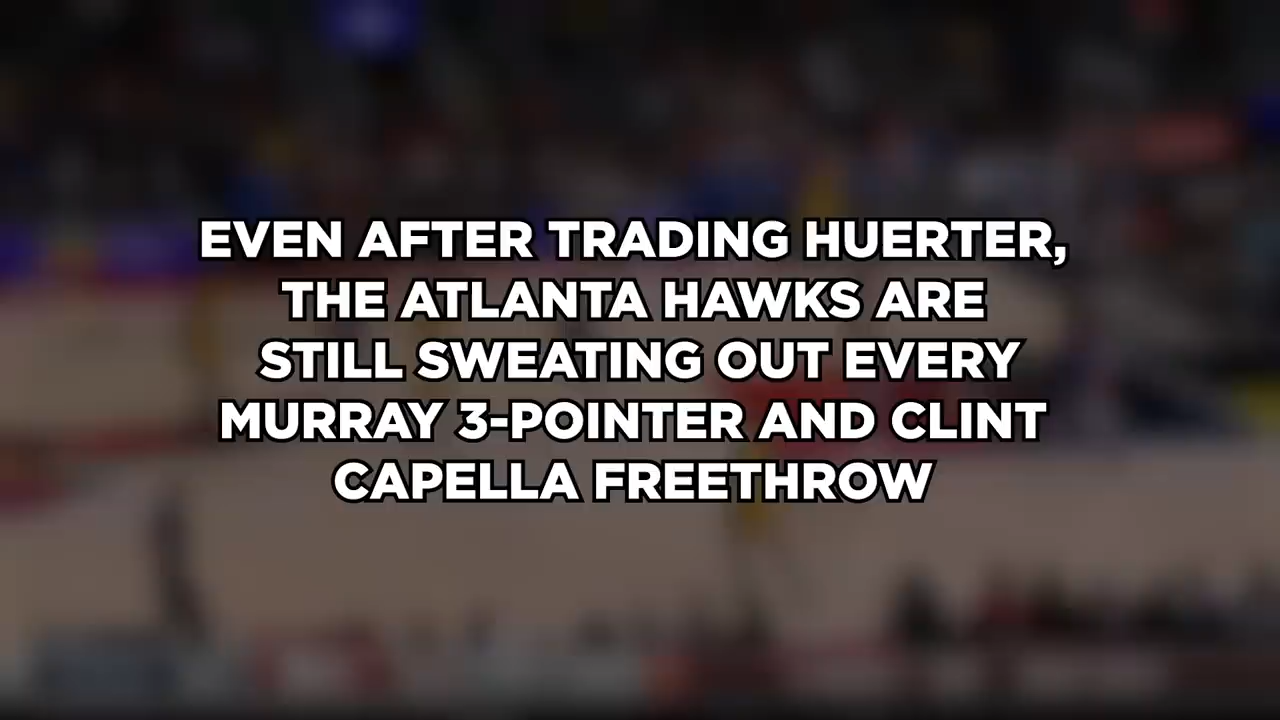 EVEN AFTER TRADING HUERTER,
THE ATLANTA HAWKS ARE
STILL SWEATING OUT EVERY
MURRAY 3-POINTER AND CLINT
CAPELLA FREETHROW